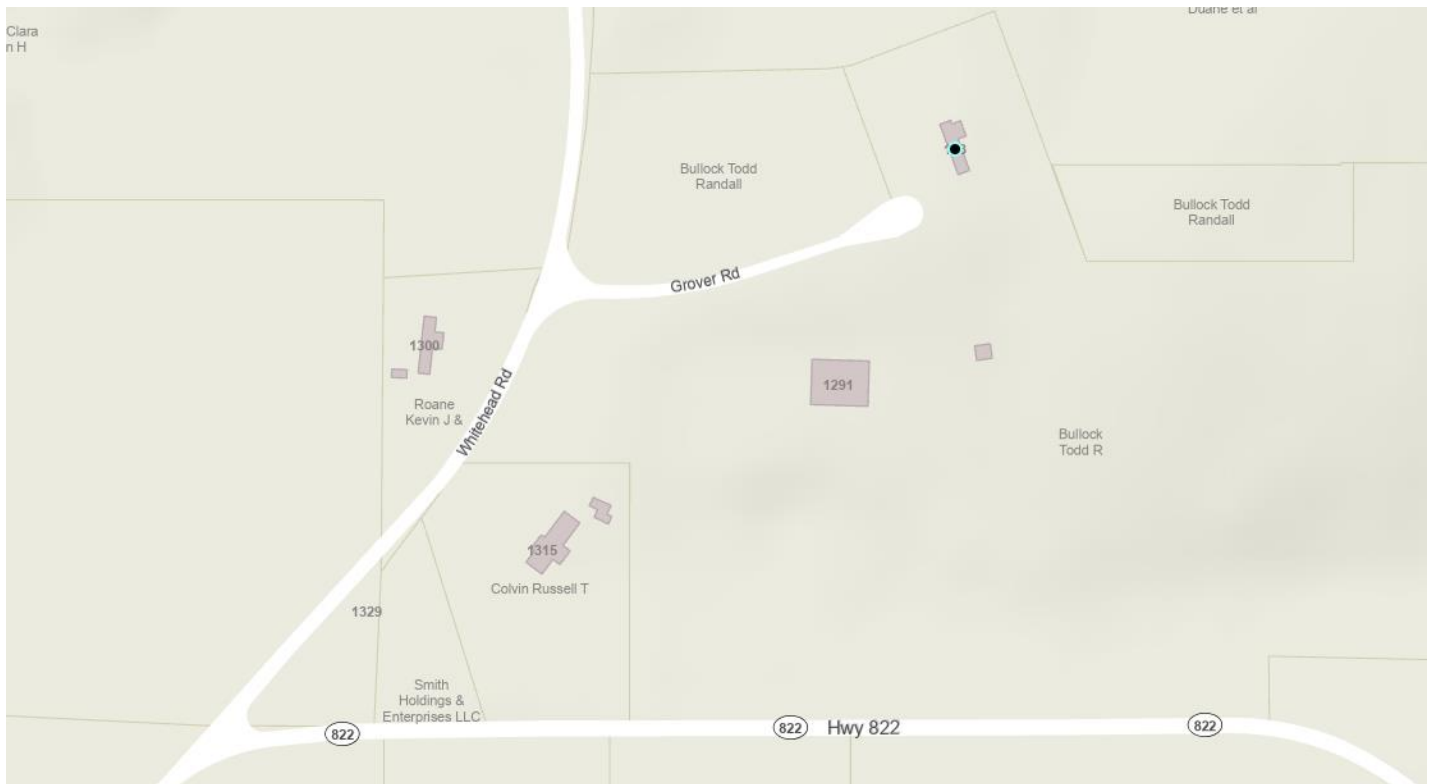 Clara
n H
Duane et al
Bullock Todd
Randall
Bullock Todd
Randall
Grover Rd
1300
Roane
Kevin J &
Whitehead Rd
1291
Bullock
Todd R
1315
Colvin Russell T
1329
Smith
Holdings &
Enterprises LLC
822
822
Hwy 822
822